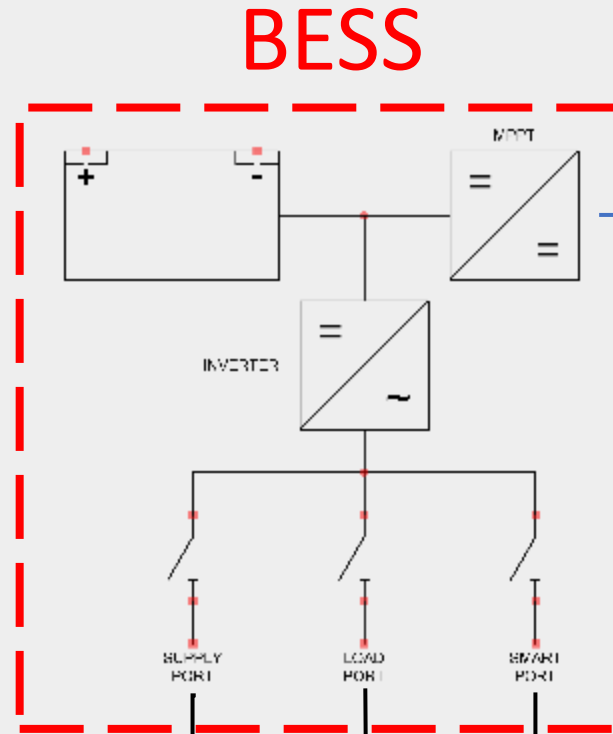 BESS
MPPT
+ -
=
=
=
INVERTER
~
SUPPLY
PORT
LOAD
PORT
SMART
PORT